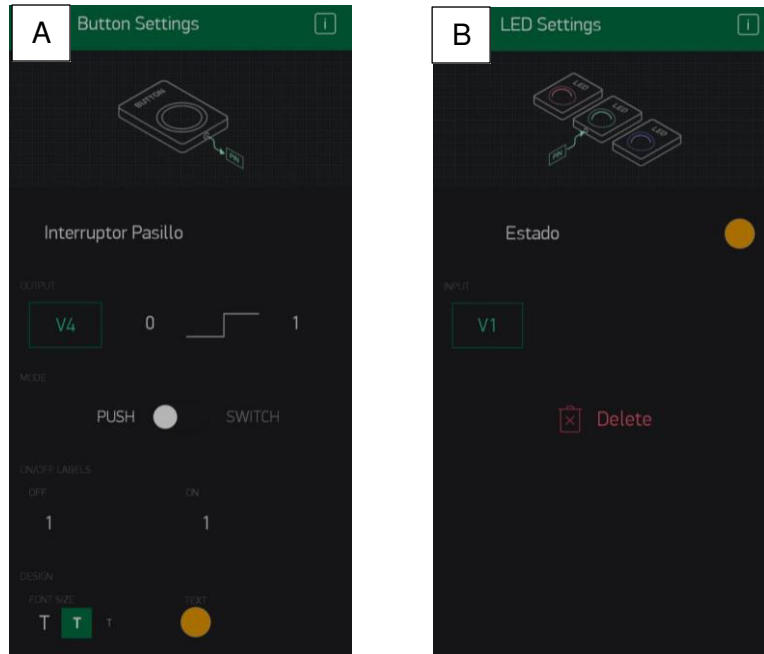 A
Button Settings
i
BUTTON
PIN
Interruptor Pasillo
OUTPUT
V4
0
1
MODE
PUSH
SWITCH
ON/OFF LABELS
OFF
ON
1
1
DESIGN
FONT SIZE
TEXT
T
T
T
B
LED Settings
i
LED
LED
LED
PIN
Estado
INPUT
V1
Delete